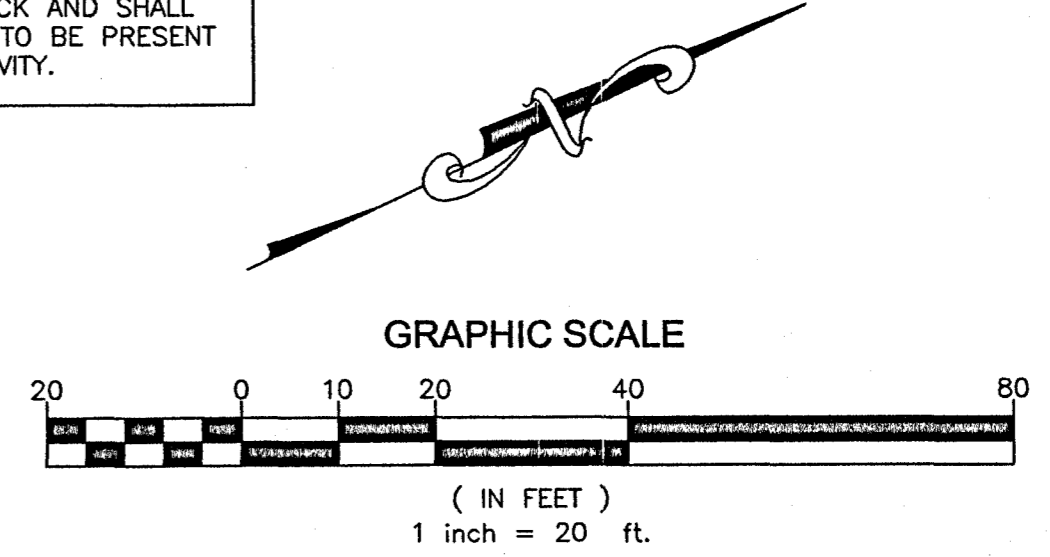 CK AND SHALL
TO BE PRESENT
VITY.
N
GRAPHIC SCALE
20 0 10 20 40 80
( IN FEET )
1 inch = 20 ft.